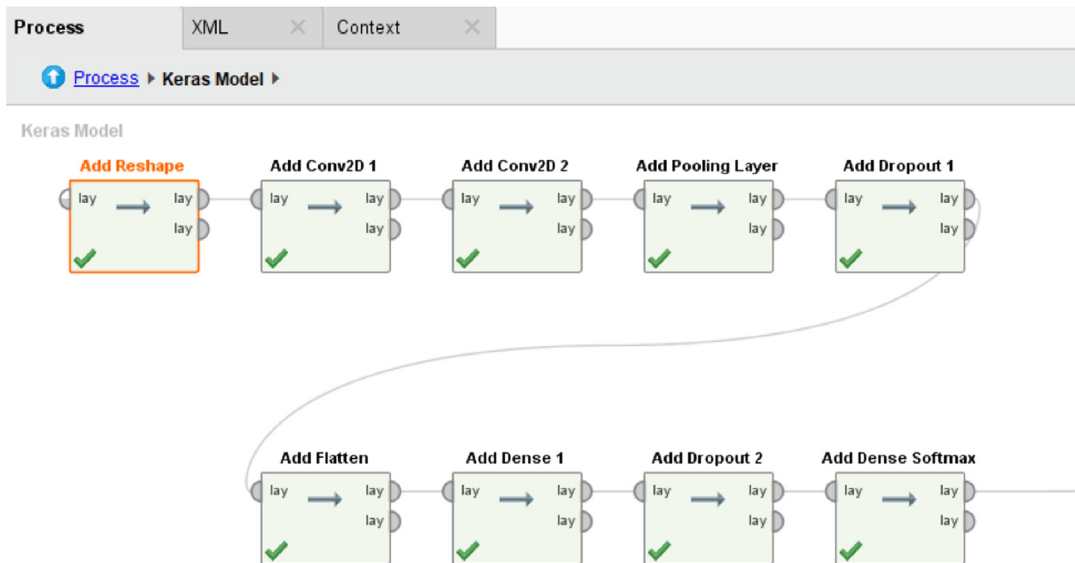 Process XML Context
Process Keras Model
Keras Model
Add Reshape Add Conv2D 1 Add Conv2D 2 Add Pooling Layer Add Dropout 1
lay lay lay lay lay lay lay lay lay lay
lay lay lay lay lay
Add Flatten Add Dense 1 Add Dropout 2 Add Dense Softmax
lay lay lay lay lay lay lay lay
lay lay lay lay